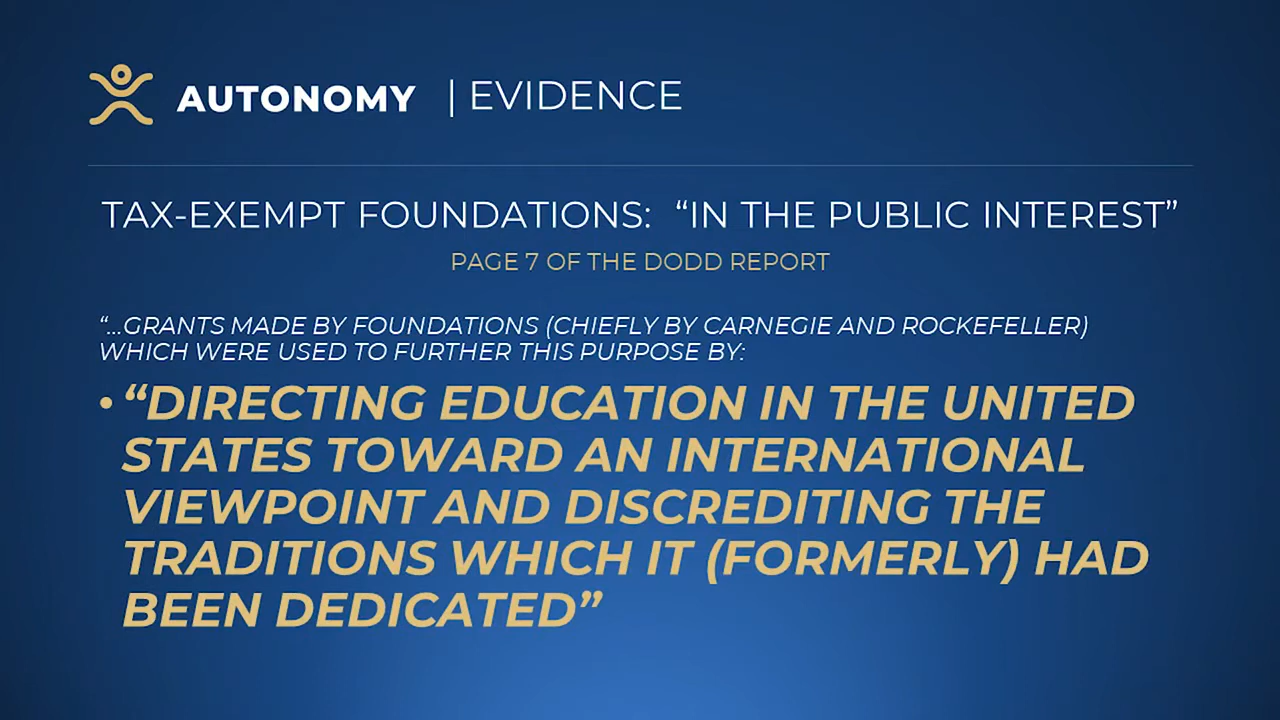 AUTONOMY | EVIDENCE
TAX-EXEMPT FOUNDATIONS: “IN THE PUBLIC INTEREST”
PAGE 7 OF THE DODD REPORT
“...GRANTS MADE BY FOUNDATIONS (CHIEFLY BY CARNEGIE AND ROCKEFELLER)
WHICH WERE USED TO FURTHER THIS PURPOSE BY:
• “DIRECTING EDUCATION IN THE UNITED
STATES TOWARD AN INTERNATIONAL
VIEWPOINT AND DISCREDITING THE
TRADITIONS WHICH IT (FORMERLY) HAD
BEEN DEDICATED”